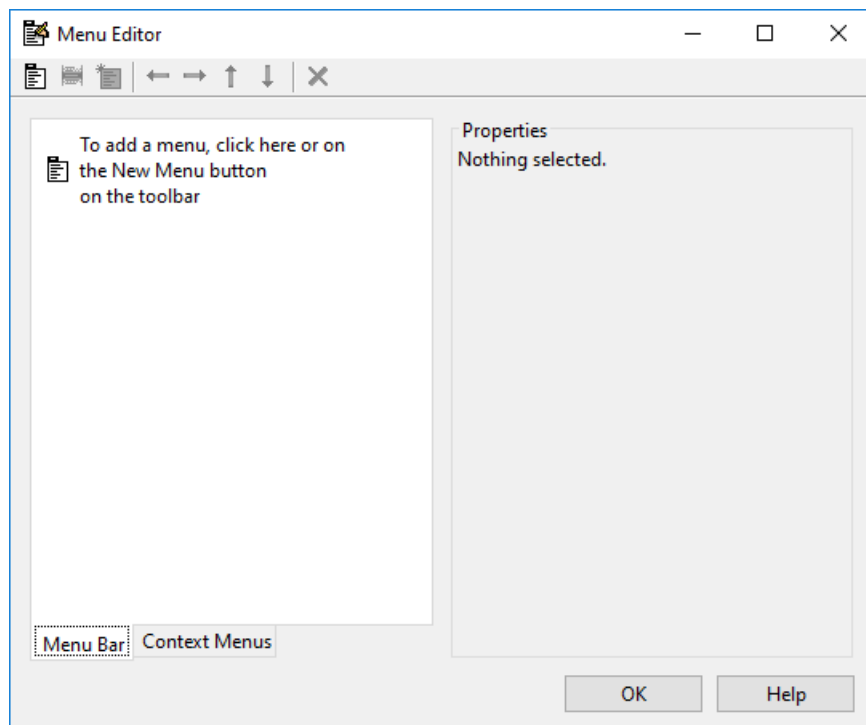 Menu Editor
To add a menu, click here or on
the New Menu button
on the toolbar
Properties
Nothing selected.
Menu Bar
Context Menus
OK
Help